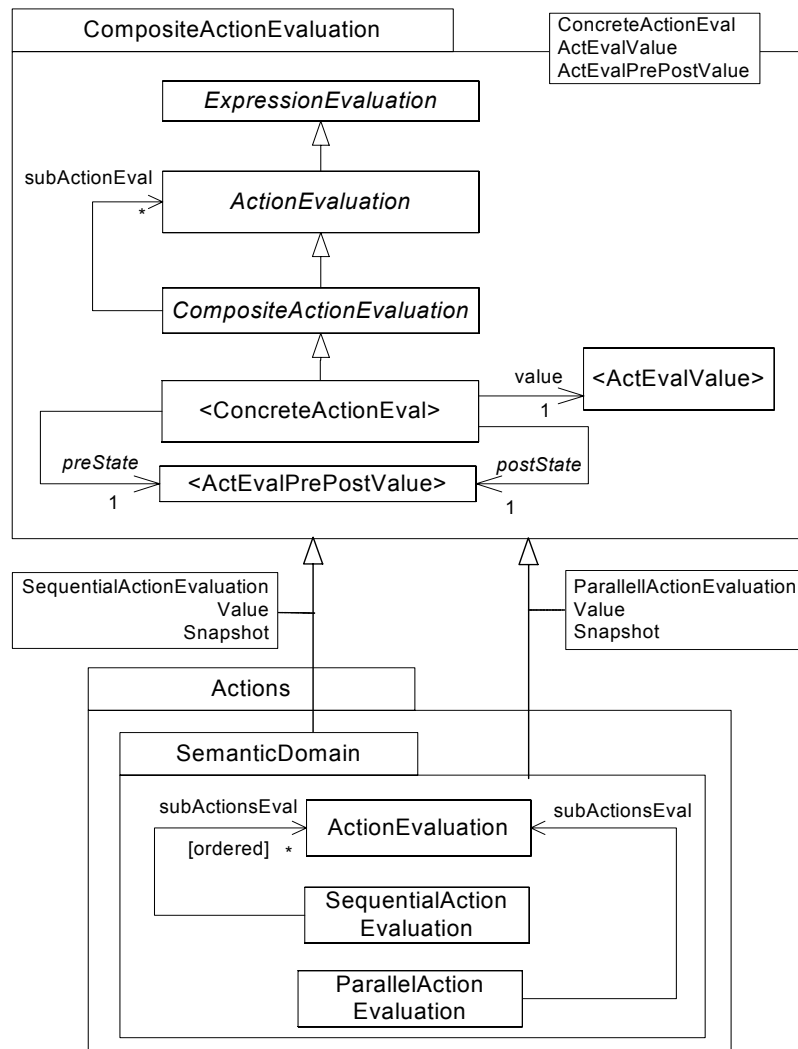 CompositeActionEvaluation
ConcreteActionEval
ActEvalValue
ActEvalPrePostValue
ExpressionEvaluation
subActionEval
*
ActionEvaluation
CompositeActionEvaluation
<ConcreteActionEval>
value
1
<ActEvalValue>
preState
1
<ActEvalPrePostValue>
postState
1
SequentialActionEvaluation
Value
Snapshot
ParallellActionEvaluation
Value
Snapshot
Actions
SemanticDomain
subActionsEval
[ordered] *
ActionEvaluation
subActionsEval
SequentialAction
Evaluation
ParallelAction
Evaluation